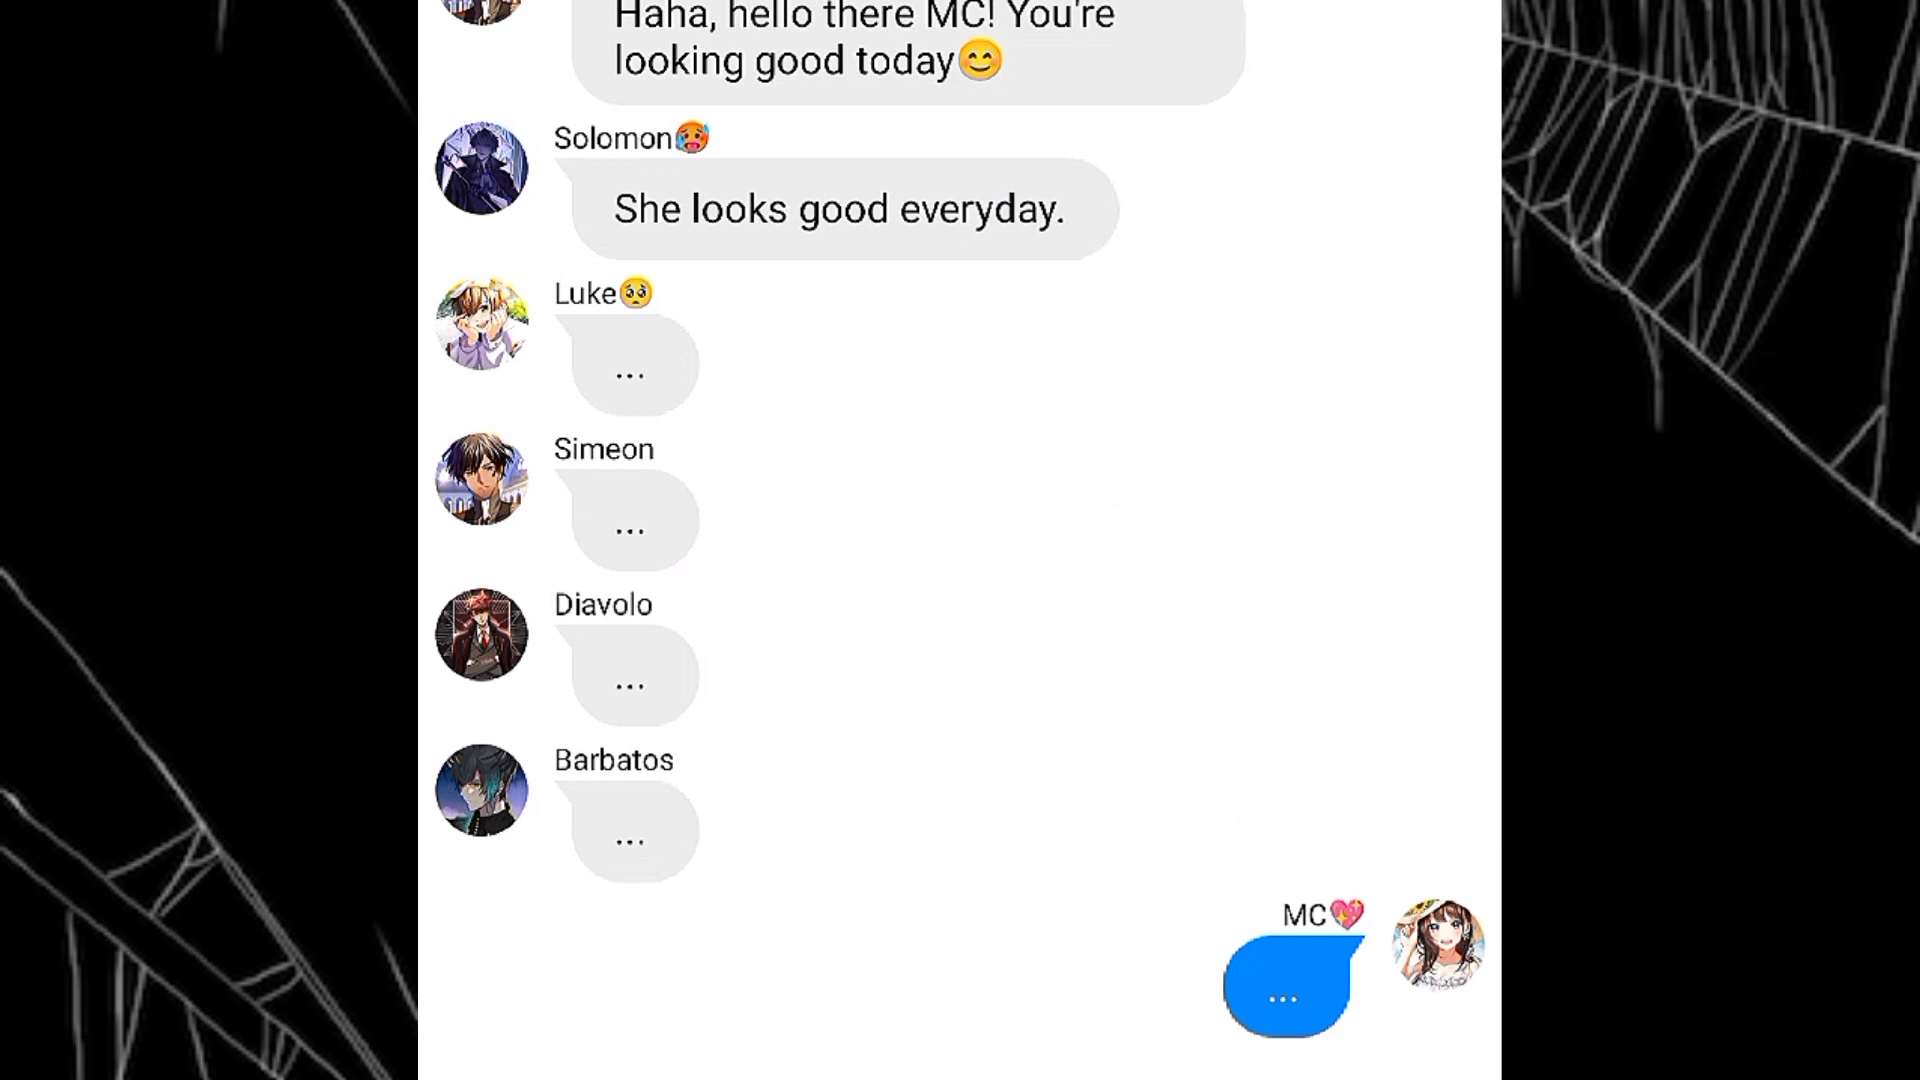 Haha, hello there MC! You're
looking good today😊
Solomon🥵
She looks good everyday.
Luke🥺
...
Simeon
...
Diavolo
...
Barbatos
...
MC💖
...